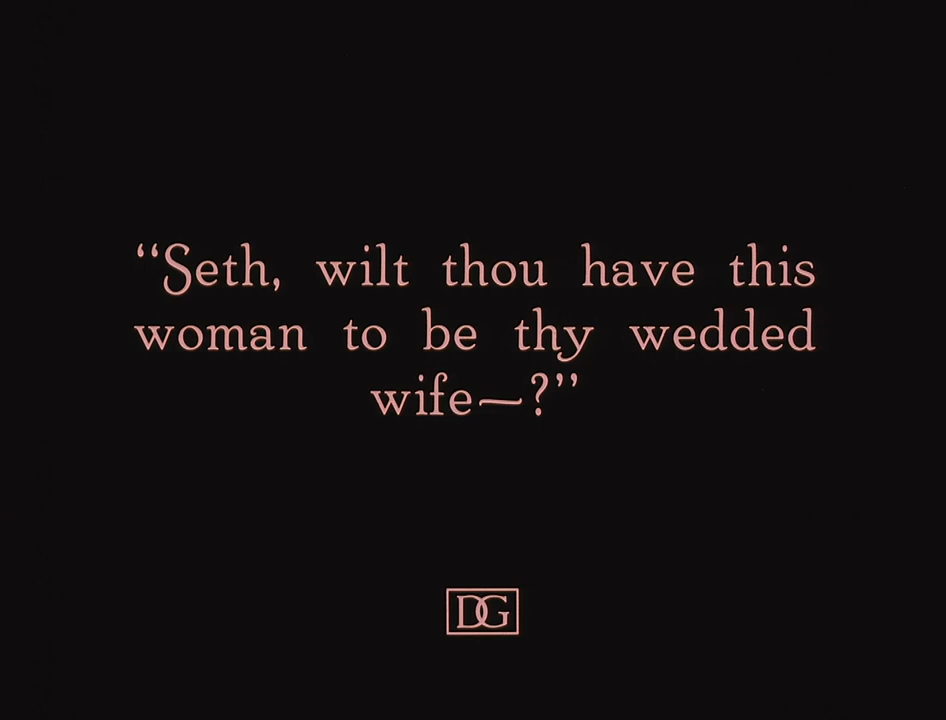 “Seth, wilt thou have this
woman to be thy wedded
wife—?”
DG